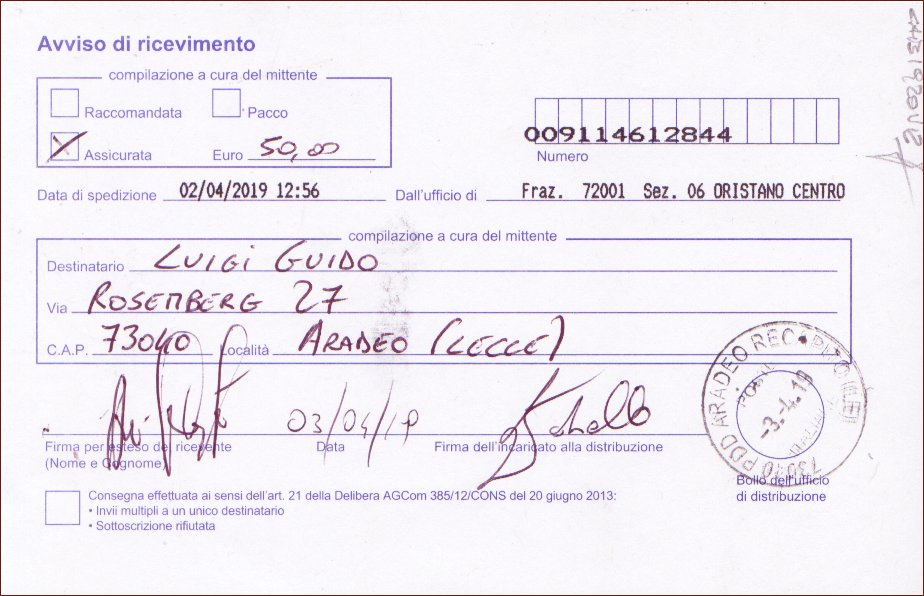 Avviso di ricevimento
compilazione a cura del mittente
Raccomandata Pacco
Assicurata Euro 50,00
009114612844
Numero
Data di spedizione 02/04/2019 12:56 Dall'ufficio di Fraz. 72001 Sez. 06 ORISTANO CENTRO
compilazione a cura del mittente
Destinatario LUIGI GUIDO
Via ROSEMBERG 27
C.A.P. 73040 Località ARADEO (LECCE)
03/04/19
Firma per esteso del ricevente Data Firma dell'incaricato alla distribuzione
(Nome e Cognome)
73040 PDD ARADEO RECAPITO (LE)
-3.-4.19
Bollo dell'ufficio
di distribuzione
Consegna effettuata ai sensi dell'art. 21 della Delibera AGCom 385/12/CONS del 20 giugno 2013:
• Invii multipli a un unico destinatario
• Sottoscrizione rifiutata